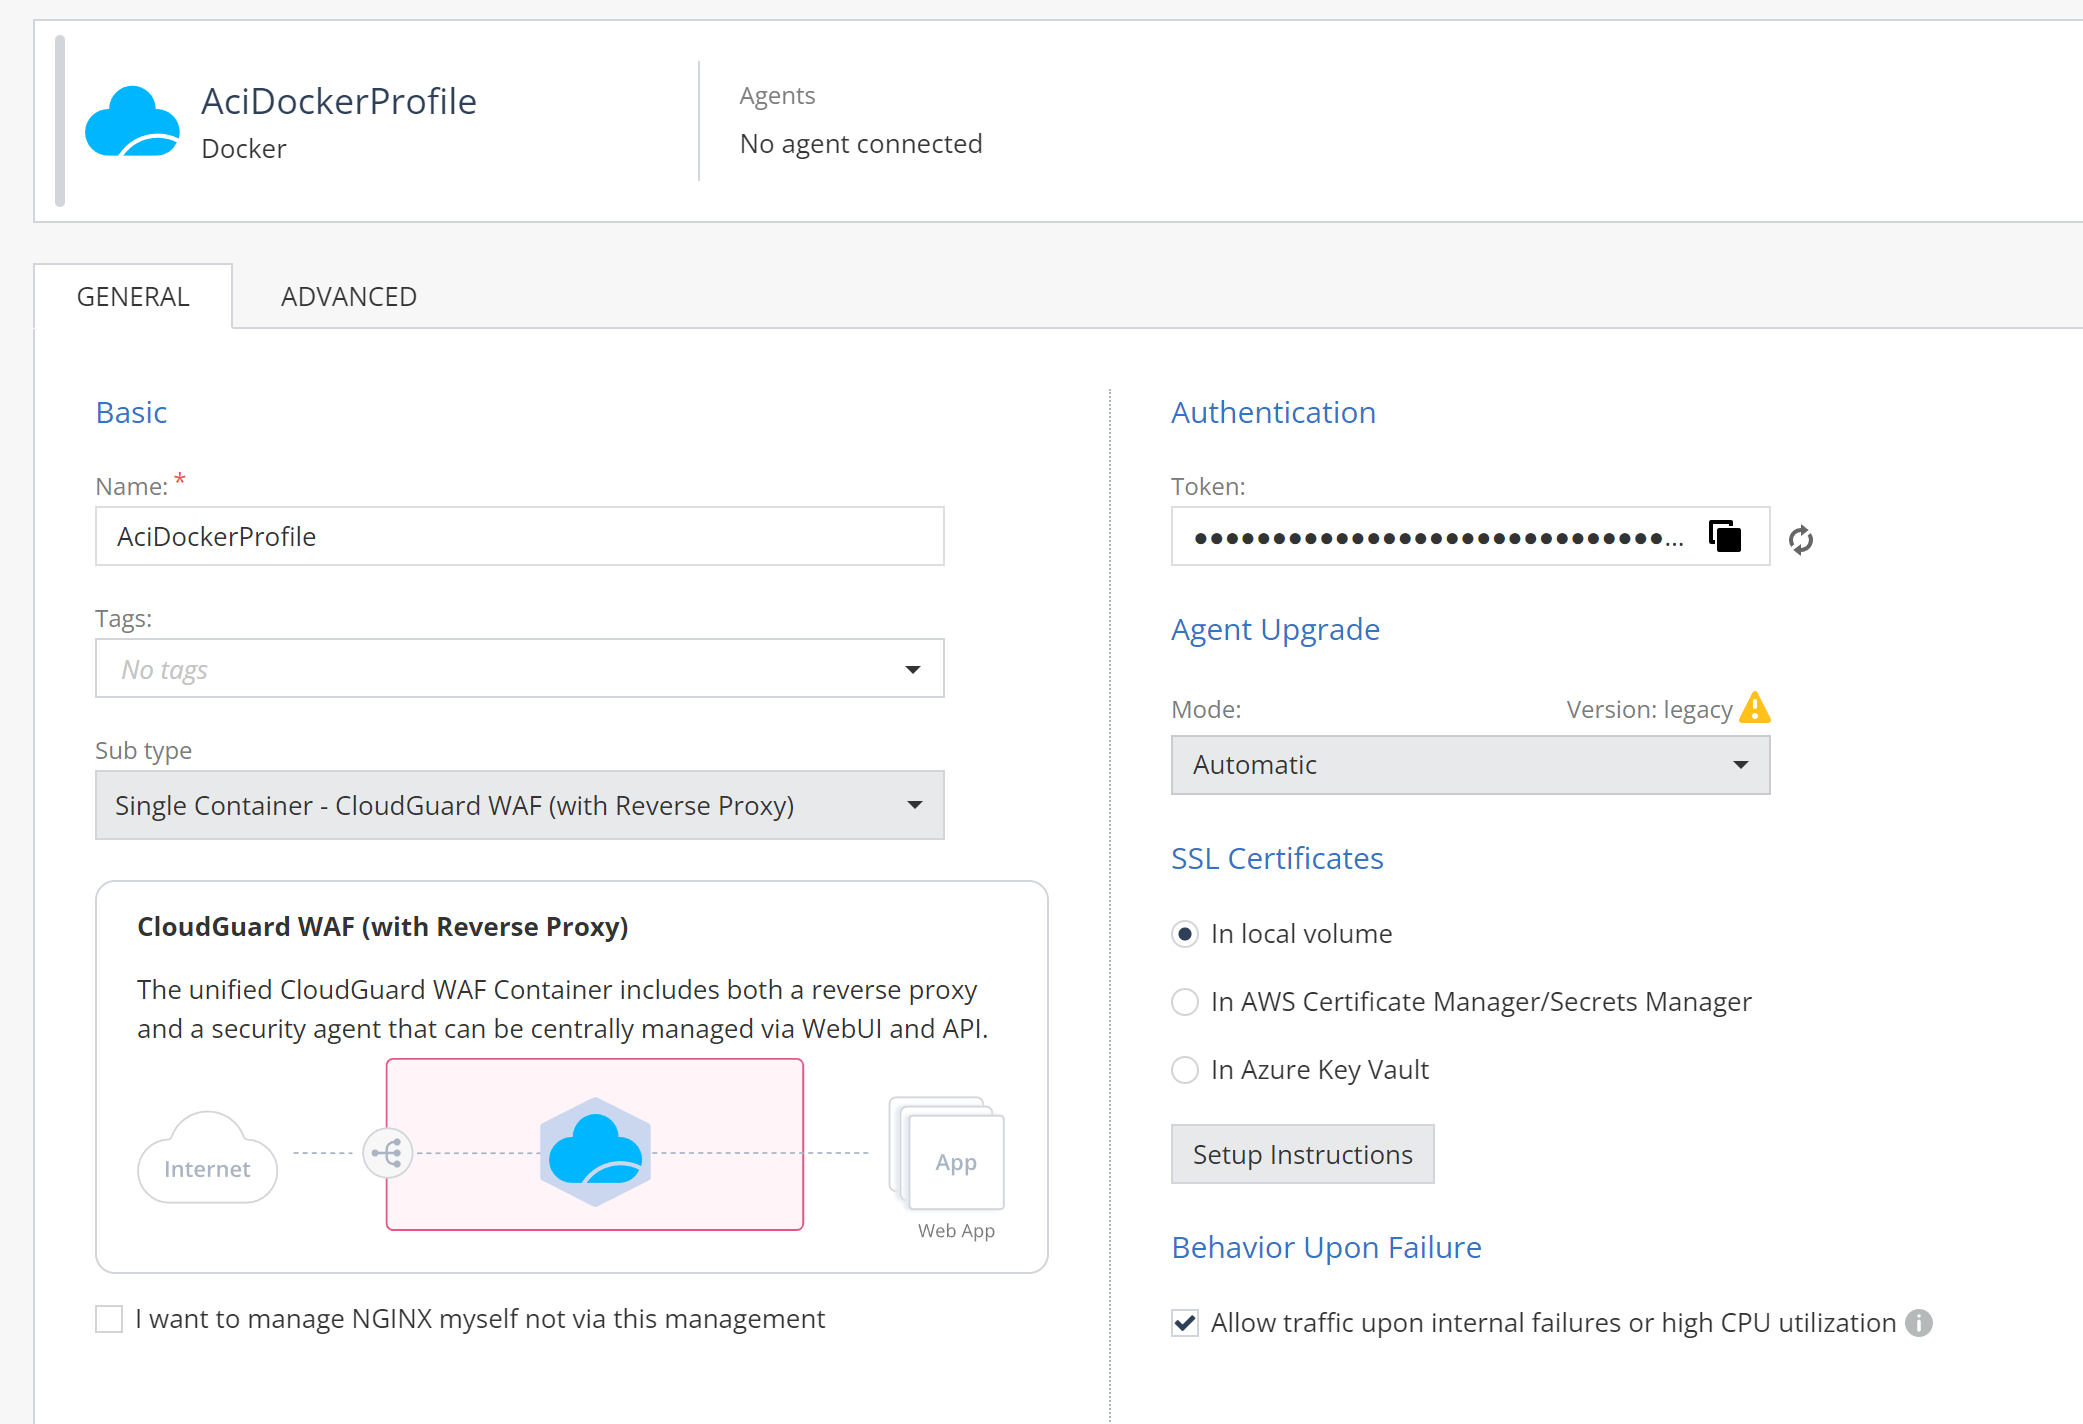 AciDockerProfile
Docker
Agents
No agent connected
GENERAL
ADVANCED
Basic
Name: *
AciDockerProfile
Tags:
No tags
Sub type
Single Container - CloudGuard WAF (with Reverse Proxy)
CloudGuard WAF (with Reverse Proxy)
The unified CloudGuard WAF Container includes both a reverse proxy
and a security agent that can be centrally managed via WebUI and API.
Internet
App
Web App
I want to manage NGINX myself not via this management
Authentication
Token:
●●●●●●●●●●●●●●●●●●●●●●●●●●●●●●...
Agent Upgrade
Mode:
Version: legacy
Automatic
SSL Certificates
In local volume
In AWS Certificate Manager/Secrets Manager
In Azure Key Vault
Setup Instructions
Behavior Upon Failure
Allow traffic upon internal failures or high CPU utilization